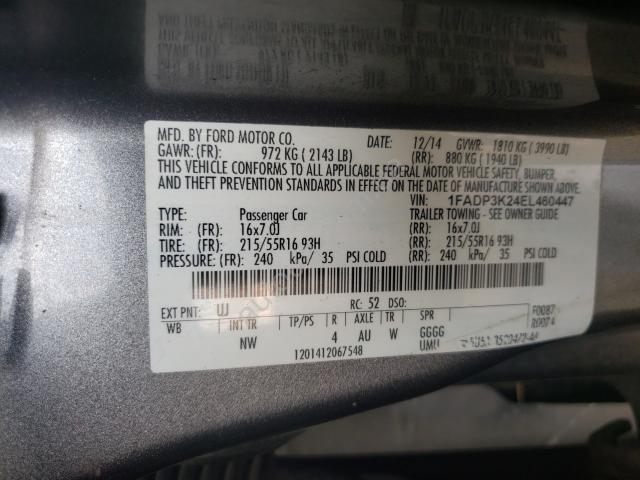 MFD. BY FORD MOTOR CO.
DATE: 12/14 GVWR: 1810 KG ( 3990 LB)
GAWR: (FR): 972 KG ( 2143 LB) (RR): 880 KG ( 1940 LB)
THIS VEHICLE CONFORMS TO ALL APPLICABLE FEDERAL MOTOR VEHICLE SAFETY, BUMPER,
AND THEFT PREVENTION STANDARDS IN EFFECT ON THE DATE OF MANUFACTURE SHOWN ABOVE.
VIN: 1FADP3K24EL460447
TYPE: Passenger Car TRAILER TOWING - SEE OWNER GUIDE
RIM: (FR): 16x7.0J (RR): 16x7.0J
TIRE: (FR): 215/55R16 93H (RR): 215/55R16 93H
PRESSURE: (FR): 240 kPa/ 35 PSI COLD (RR): 240 kPa/ 35 PSI COLD
EXT PNT: UJ RC: 52 DSO: F0087
WB INT TR TP/PS R AXLE TR SPR
NW 4 AU W GGGG
UMU
1201412067548